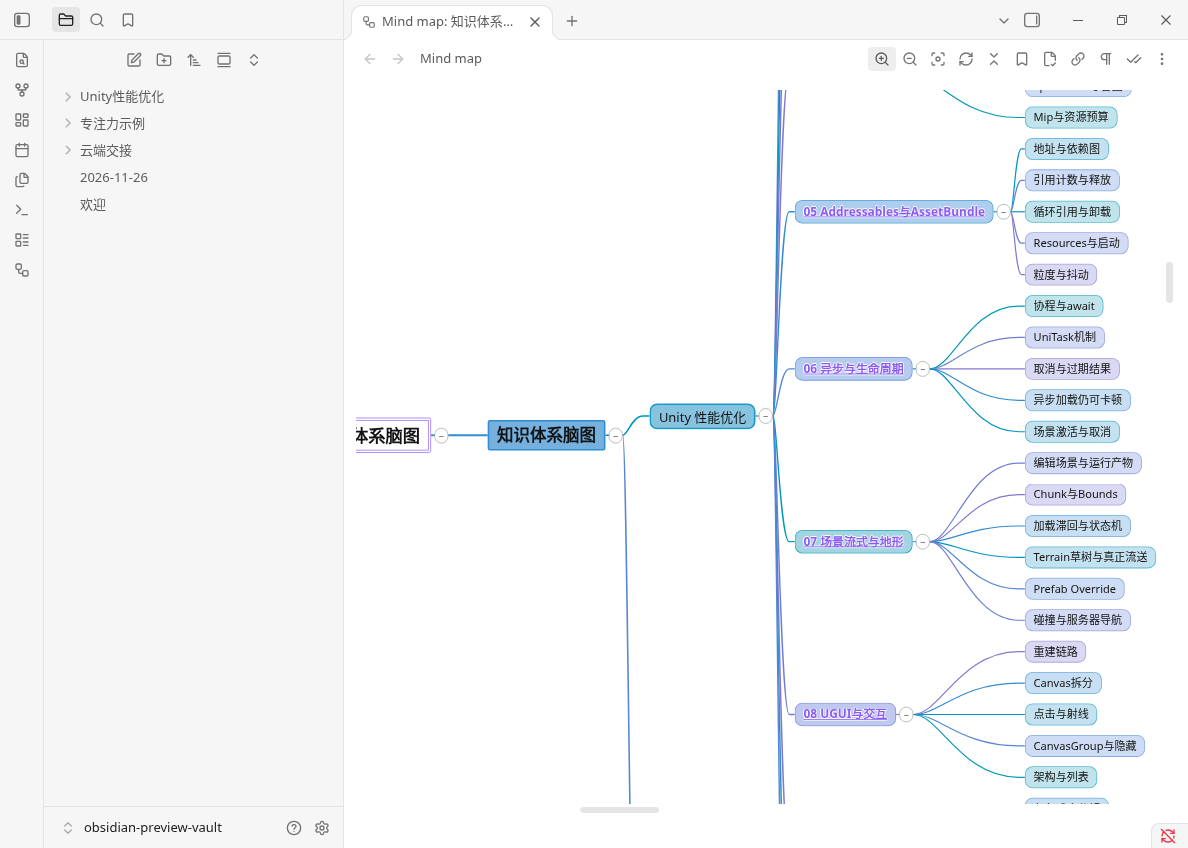 Mind map: 知识体系...
Mind map
Unity性能优化
专注力示例
云端交接
2026-11-26
欢迎
obsidian-preview-vault
体系脑图
知识体系脑图
Unity 性能优化
Mip与资源预算
05 Addressables与AssetBundle
地址与依赖图
引用计数与释放
循环引用与卸载
Resources与启动
粒度与抖动
06 异步与生命周期
协程与await
UniTask机制
取消与过期结果
异步加载仍可卡顿
场景激活与取消
07 场景流式与地形
编辑场景与运行产物
Chunk与Bounds
加载滞回与状态机
Terrain草树与真正流送
Prefab Override
碰撞与服务器导航
08 UGUI与交互
重建链路
Canvas拆分
点击与射线
CanvasGroup与隐藏
架构与列表